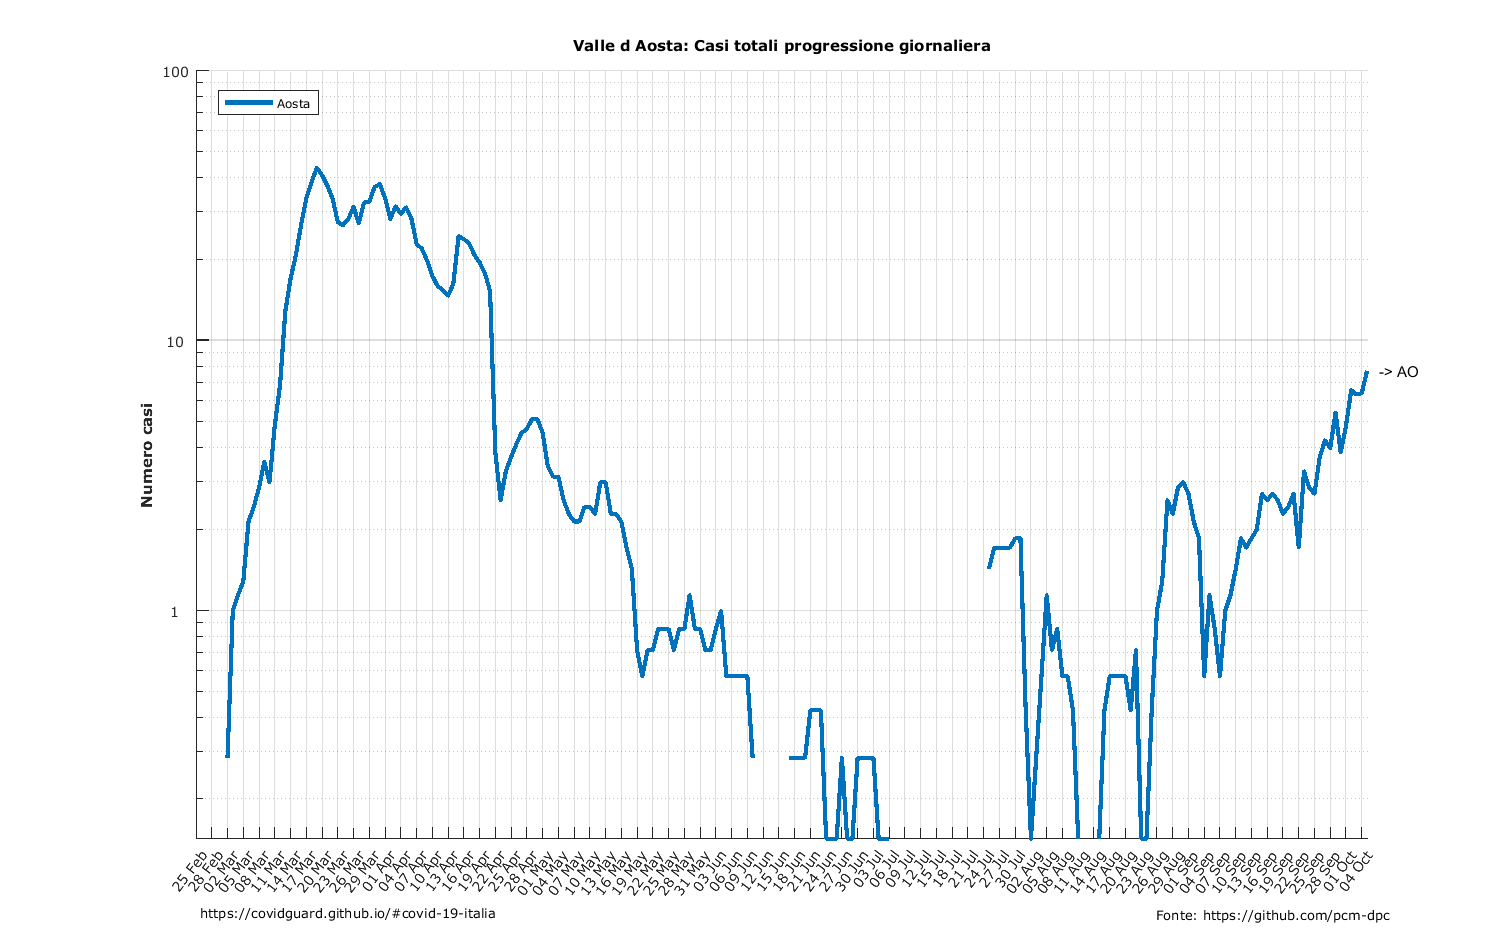 Valle d Aosta: Casi totali progressione giornaliera
100
Aosta
10
-> AO
Numero casi
1
25 Feb
28 Feb
02 Mar
05 Mar
08 Mar
11 Mar
14 Mar
17 Mar
20 Mar
23 Mar
26 Mar
29 Mar
01 Apr
04 Apr
07 Apr
10 Apr
13 Apr
16 Apr
19 Apr
22 Apr
25 Apr
28 Apr
01 May
04 May
07 May
10 May
13 May
16 May
19 May
22 May
25 May
28 May
31 May
03 Jun
06 Jun
09 Jun
12 Jun
15 Jun
18 Jun
21 Jun
24 Jun
27 Jun
30 Jun
03 Jul
06 Jul
09 Jul
12 Jul
15 Jul
18 Jul
21 Jul
24 Jul
27 Jul
30 Jul
02 Aug
05 Aug
08 Aug
11 Aug
14 Aug
17 Aug
20 Aug
23 Aug
26 Aug
29 Aug
01 Sep
04 Sep
07 Sep
10 Sep
13 Sep
16 Sep
19 Sep
22 Sep
25 Sep
28 Sep
01 Oct
04 Oct
https://covidguard.github.io/#covid-19-italia
Fonte: https://github.com/pcm-dpc